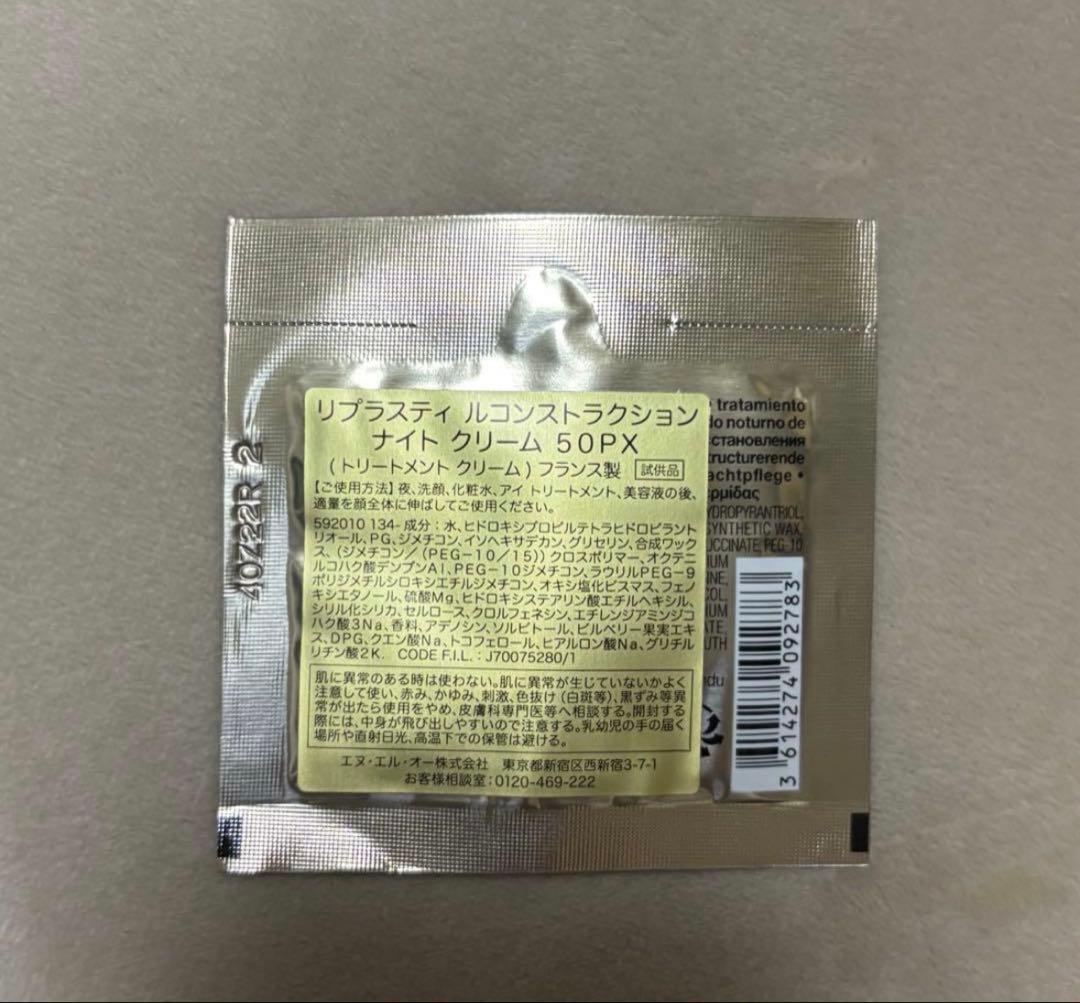 リプラスティ ルコンストラクション
ナイト クリーム 50PX
(トリートメント クリーム) フランス製 試供品
【ご使用方法】夜、洗顔、化粧水、アイ トリートメント、美容液の後、
適量を顔全体に伸ばしてご使用ください。
592010 134- 成分：水、ヒドロキシプロピルテトラヒドロピラント
リオール、PG、ジメチコン、イソヘキサデカン、グリセリン、合成ワック
ス、(ジメチコン／(PEG-10／15))クロスポリマー、オクテニ
ルコハク酸デンプンAl、PEG-10ジメチコン、ラウリルPEG-9
ポリジメチルシロキシエチルジメチコン、オキシ塩化ビスマス、フェノ
キシエタノール、硫酸Mg、ヒドロキシステアリン酸エチルヘキシル、
シリル化シリカ、セルロース、クロルフェネシン、エチレンジアミンジコ
ハク酸3Na、香料、アデノシン、ソルビトール、ビルベリー果実エキ
ス、DPG、クエン酸Na、トコフェロール、ヒアルロン酸Na、グリチル
リチン酸2K. CODE F.I.L.：J70075280/1
肌に異常のある時は使わない。肌に異常が生じていないかよく
注意して使い、赤み、かゆみ、刺激、色抜け(白斑等)、黒ずみ等異
常が出たら使用をやめ、皮膚科専門医等へ相談する。開封する
際には、中身が飛び出しやすいので注意する。乳幼児の手の届く
場所や直射日光、高温下での保管は避ける。
エヌ・エル・オー株式会社 東京都新宿区西新宿3-7-1
お客様相談室：0120-469-222
40Z22R 2
tratamiento
do noturno de
сстановления
tructurerende
achtpflege •
ερμίδας
YDROPYRANTRIOL,
SYNTHETIC WAX,
UCCINATE, PEG-10
3 614274 092783